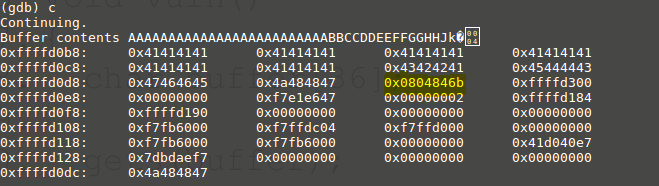 (gdb) c
Continuing.
Buffer contents AAAAAAAAAAAAAAAAAAAAAAAAABBCCDDEEFFGGHHJk�
0xffffd0b8: 0x41414141 0x41414141 0x41414141 0x41414141
0xffffd0c8: 0x41414141 0x41414141 0x43424241 0x45444443
0xffffd0d8: 0x47464645 0x4a484847 0x0804846b 0xffffd300
0xffffd0e8: 0x00000000 0xf7e1e647 0x00000002 0xffffd184
0xffffd0f8: 0xffffd190 0x00000000 0x00000000 0x00000000
0xffffd108: 0xf7fb6000 0xf7ffdc04 0xf7ffd000 0x00000000
0xffffd118: 0xf7fb6000 0xf7fb6000 0x00000000 0x41d040e7
0xffffd128: 0x7dbdaef7 0x00000000 0x00000000 0x00000000
0xffffd0dc: 0x4a484847